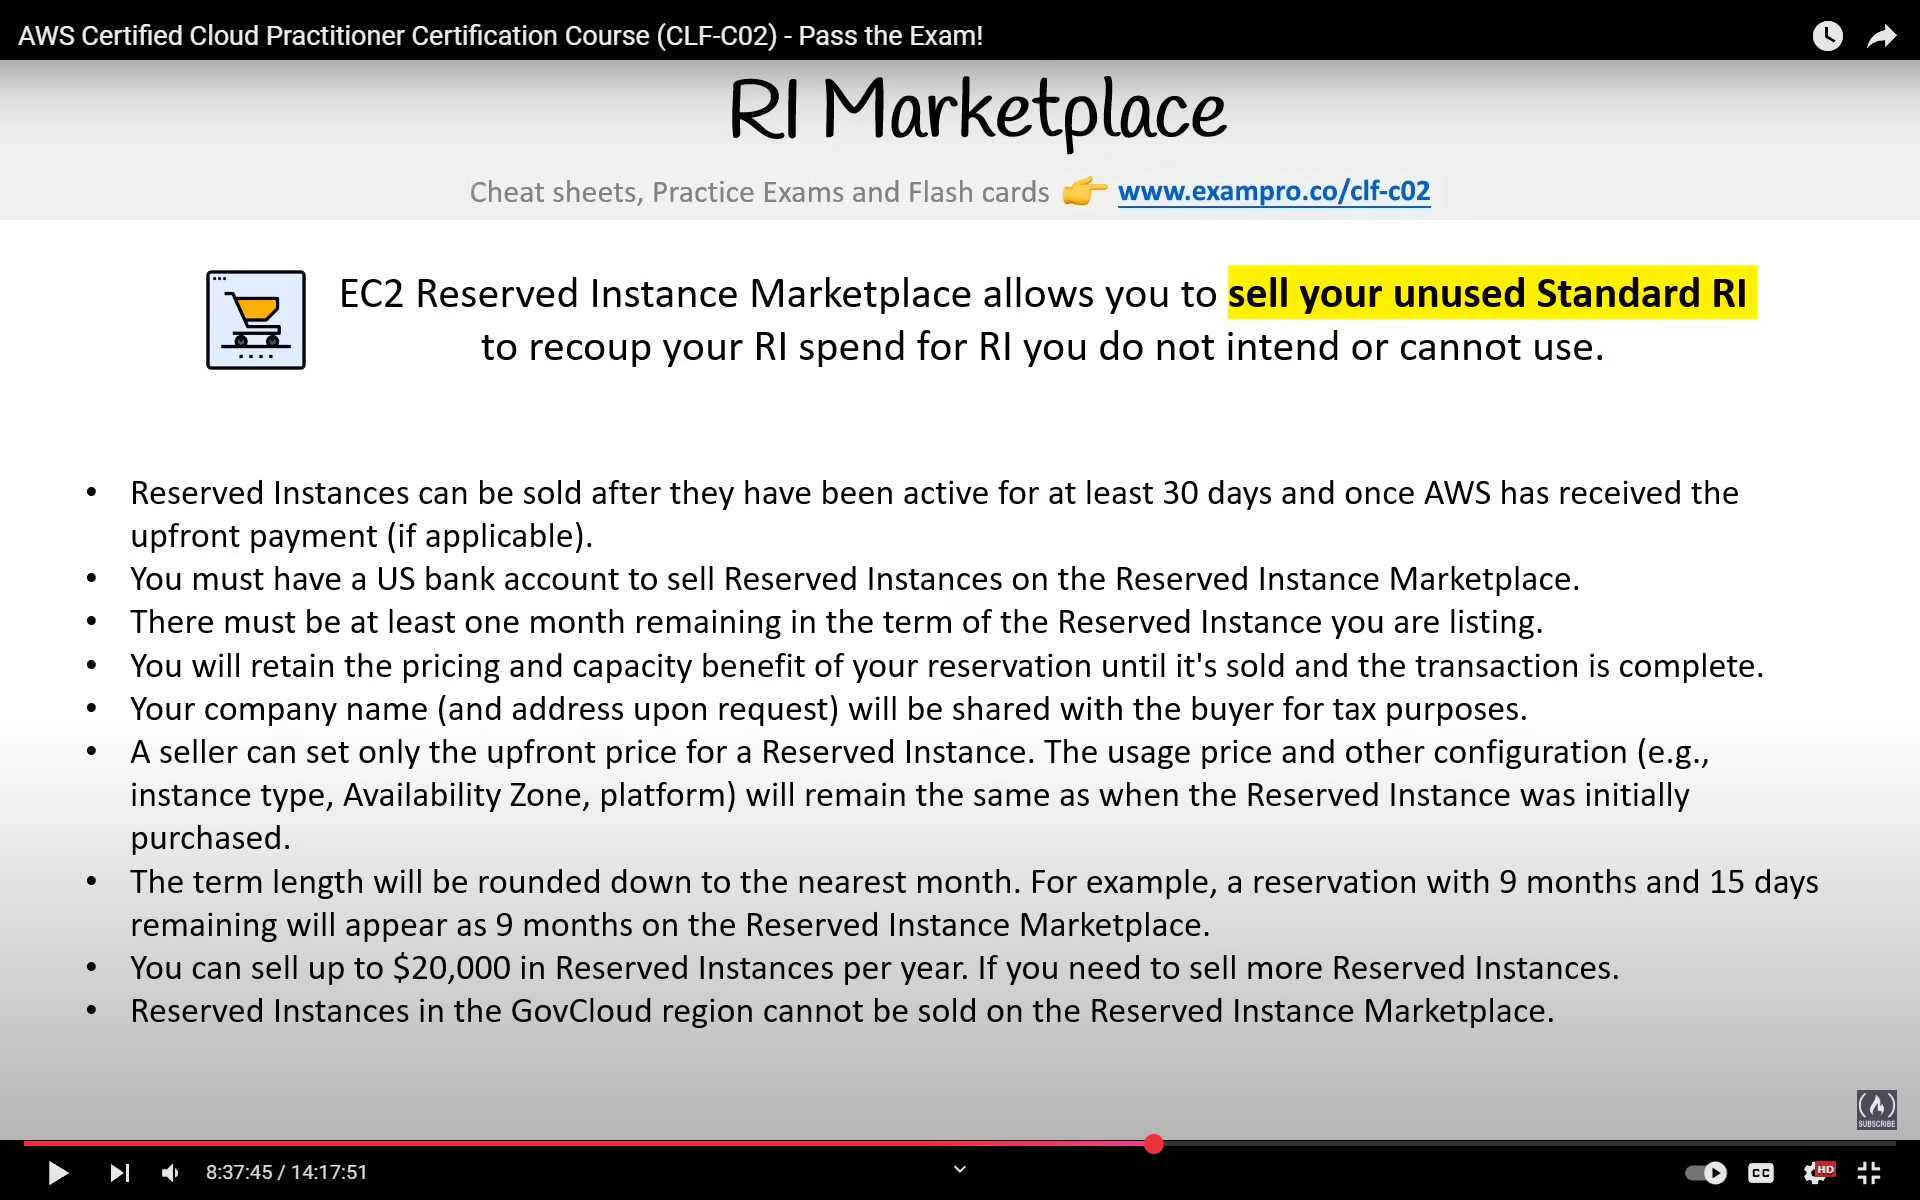 AWS Certified Cloud Practitioner Certification Course (CLF-C02) - Pass the Exam!
RI Marketplace
Cheat sheets, Practice Exams and Flash cards 👉 www.exampro.co/clf-c02
EC2 Reserved Instance Marketplace allows you to sell your unused Standard RI
to recoup your RI spend for RI you do not intend or cannot use.
• Reserved Instances can be sold after they have been active for at least 30 days and once AWS has received the
upfront payment (if applicable).
• You must have a US bank account to sell Reserved Instances on the Reserved Instance Marketplace.
• There must be at least one month remaining in the term of the Reserved Instance you are listing.
• You will retain the pricing and capacity benefit of your reservation until it's sold and the transaction is complete.
• Your company name (and address upon request) will be shared with the buyer for tax purposes.
• A seller can set only the upfront price for a Reserved Instance. The usage price and other configuration (e.g.,
instance type, Availability Zone, platform) will remain the same as when the Reserved Instance was initially
purchased.
• The term length will be rounded down to the nearest month. For example, a reservation with 9 months and 15 days
remaining will appear as 9 months on the Reserved Instance Marketplace.
• You can sell up to $20,000 in Reserved Instances per year. If you need to sell more Reserved Instances.
• Reserved Instances in the GovCloud region cannot be sold on the Reserved Instance Marketplace.
SUBSCRIBE
8:37:45 / 14:17:51
CC
HD